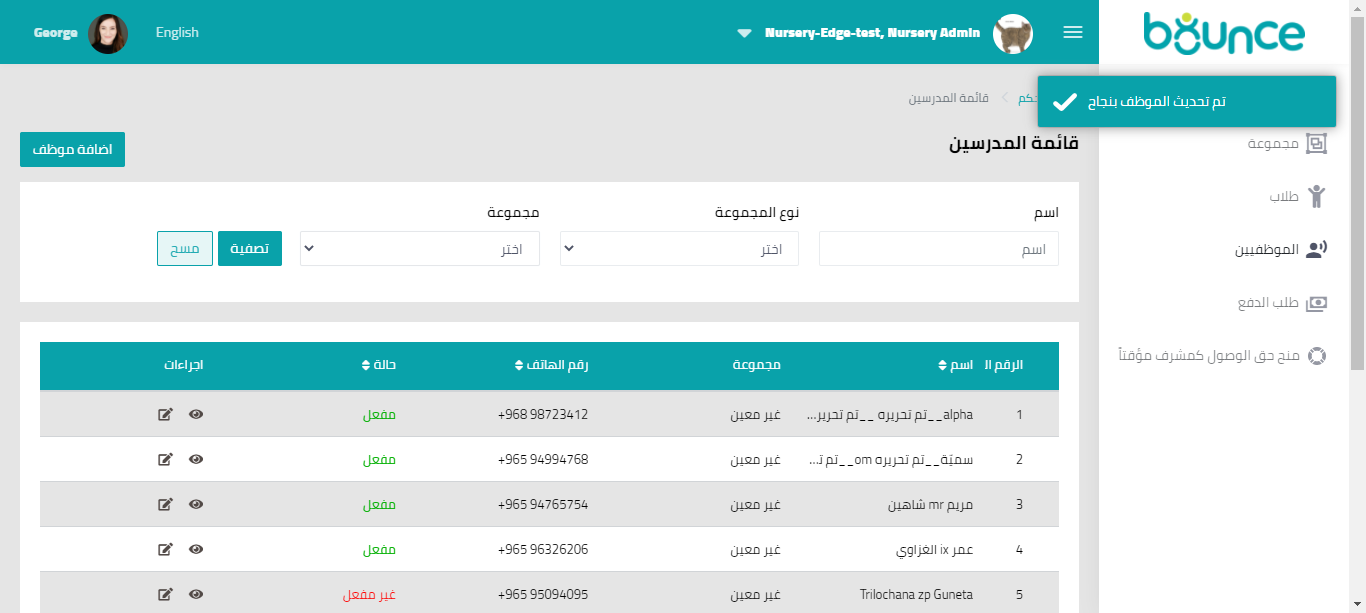 bounce
Nursery-Edge-test, Nursery Admin
English
George
تم تحديث الموظف بنجاح
قائمة المدرسين
قائمة المدرسين
اضافة موظف
مجموعة
طلاب
الموظفيين
طلب الدفع
منح حق الوصول كمشرف مؤقتاً
اسم
نوع المجموعة
مجموعة
اسم
اختر
اختر
تصفية
مسح
الرقم ال اسم مجموعة رقم الهاتف حالة اجراءات
1 alpha__تم تحريره __تم تحرير... غير معين +968 98723412 مفعل
2 سميّة__تم تحريره om__تم ت... غير معين +965 94994768 مفعل
3 مريم mr شاهين غير معين +965 94765754 مفعل
4 عمر ix الغزاوي غير معين +965 96326206 مفعل
5 Trilochana zp Guneta غير معين +965 95094095 غير مفعل